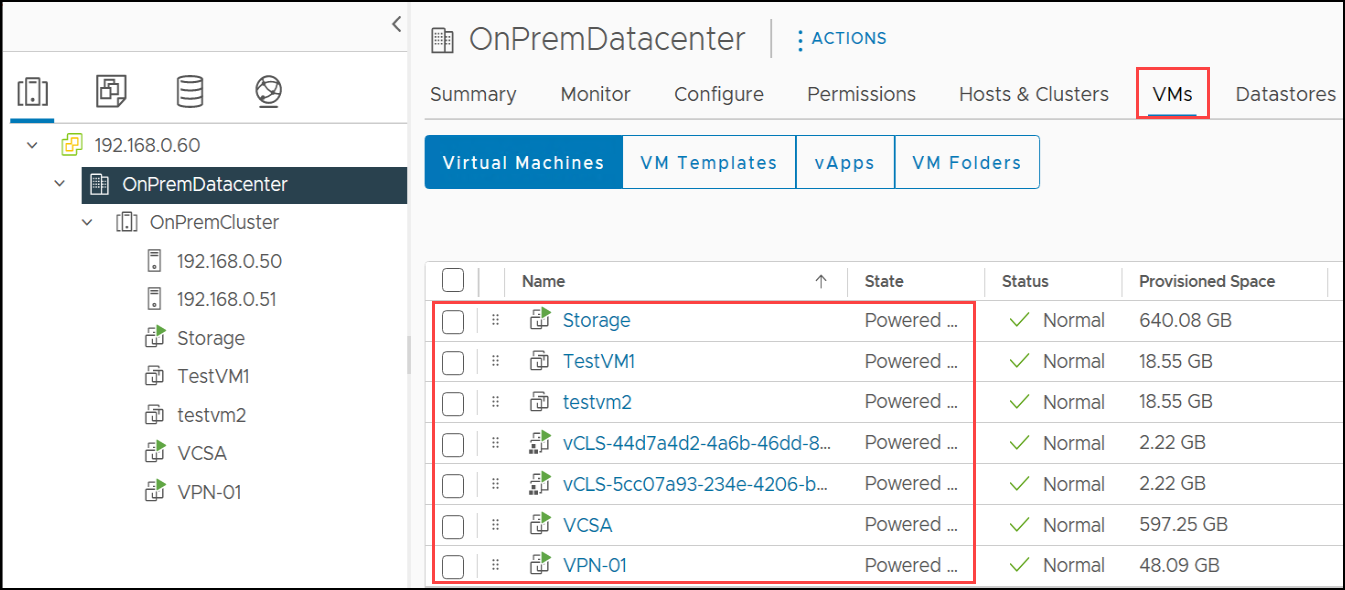 OnPremDatacenter
ACTIONS
Summary Monitor Configure Permissions Hosts & Clusters VMs Datastores
192.168.0.60
OnPremDatacenter
OnPremCluster
192.168.0.50
192.168.0.51
Storage
TestVM1
testvm2
VCSA
VPN-01
Virtual Machines VM Templates vApps VM Folders
Name State Status Provisioned Space
Storage Powered ... Normal 640.08 GB
TestVM1 Powered ... Normal 18.55 GB
testvm2 Powered ... Normal 18.55 GB
vCLS-44d7a4d2-4a6b-46dd-8... Powered ... Normal 2.22 GB
vCLS-5cc07a93-234e-4206-b... Powered ... Normal 2.22 GB
VCSA Powered ... Normal 597.25 GB
VPN-01 Powered ... Normal 48.09 GB